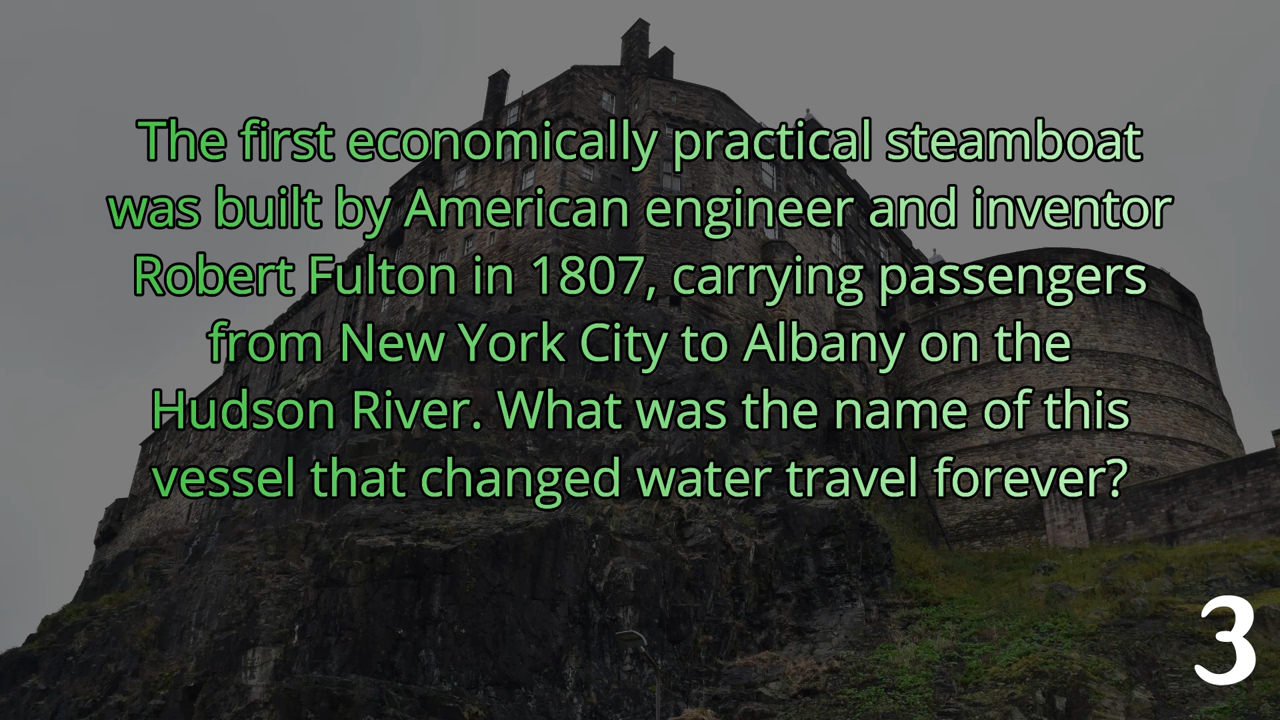 The first economically practical steamboat
was built by American engineer and inventor
Robert Fulton in 1807, carrying passengers
from New York City to Albany on the
Hudson River. What was the name of this
vessel that changed water travel forever?
3